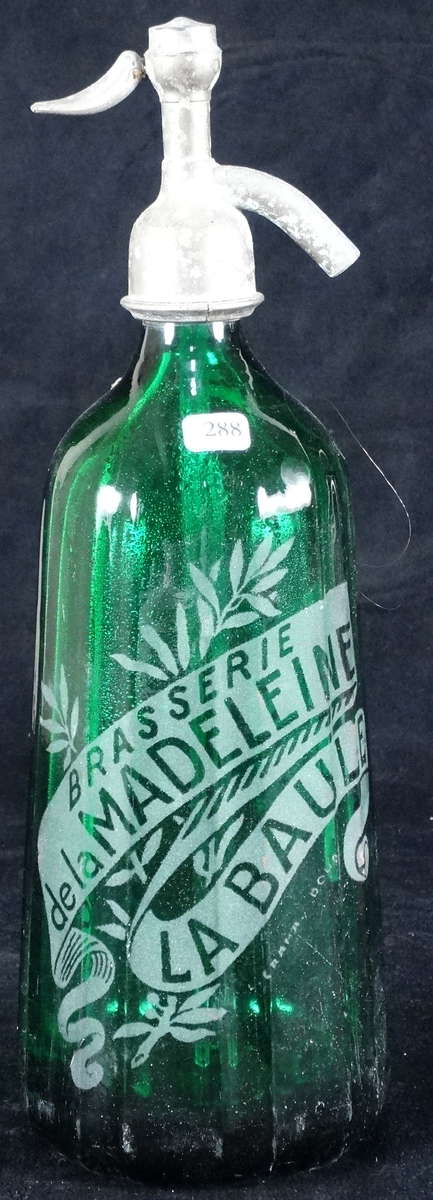 288
BRASSERIE
de la MADELEINE
LA BAULE